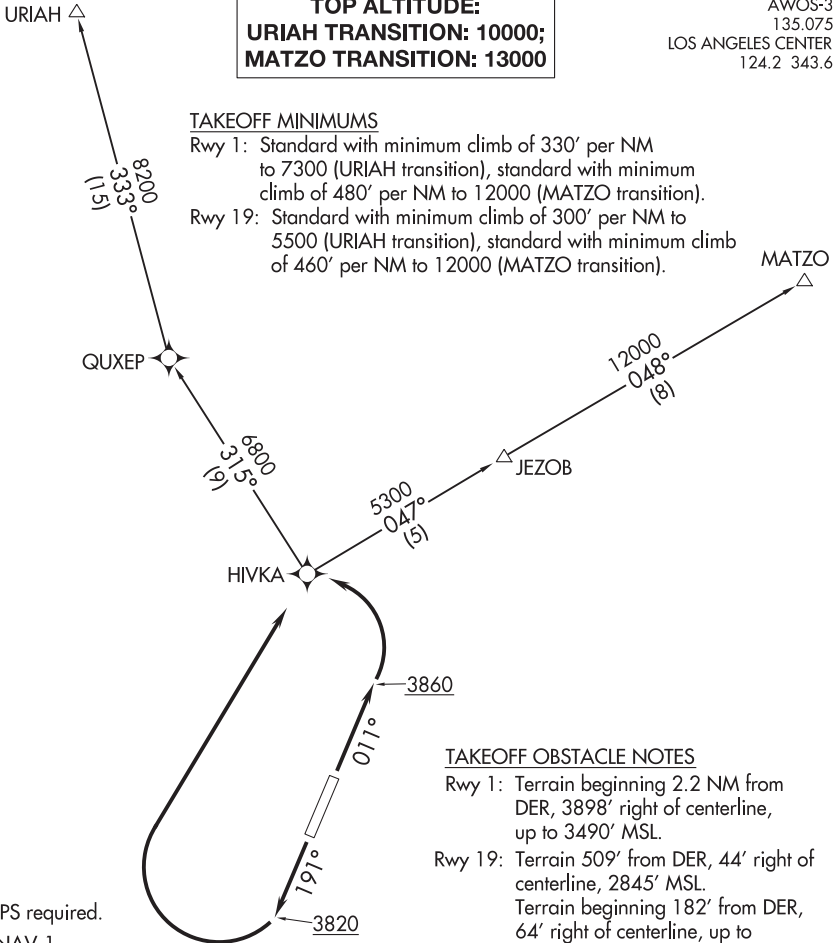 TOP ALTITUDE:
URIAH TRANSITION: 10000;
MATZO TRANSITION: 13000
AWOS-3
135.075
LOS ANGELES CENTER
124.2 343.6
URIAH
TAKEOFF MINIMUMS
Rwy 1: Standard with minimum climb of 330' per NM
to 7300 (URIAH transition), standard with minimum
climb of 480' per NM to 12000 (MATZO transition).
Rwy 19: Standard with minimum climb of 300' per NM to
5500 (URIAH transition), standard with minimum climb
of 460' per NM to 12000 (MATZO transition).
8200
333°
(15)
MATZO
QUXEP
12000
048°
(8)
6800
315°
(9)
JEZOB
5300
047°
(5)
HIVKA
3860
011°
TAKEOFF OBSTACLE NOTES
Rwy 1: Terrain beginning 2.2 NM from
DER, 3898' right of centerline,
up to 3490' MSL.
Rwy 19: Terrain 509' from DER, 44' right of
centerline, 2845' MSL.
Terrain beginning 182' from DER,
64' right of centerline, up to
191°
3820
PS required.
NAV 1